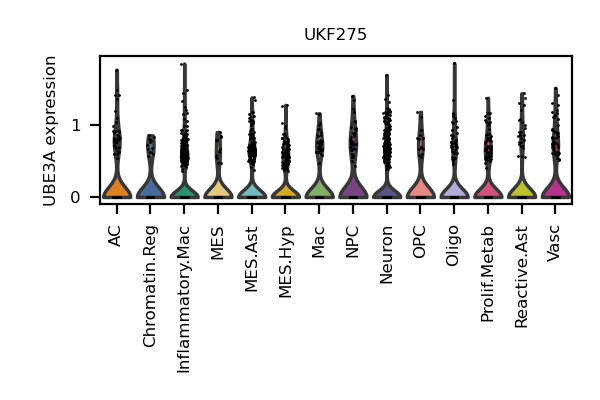 UKF275
UBE3A expression
1
0
AC
Chromatin.Reg
Inflammatory.Mac
MES
MES.Ast
MES.Hyp
Mac
NPC
Neuron
OPC
Oligo
Prolif.Metab
Reactive.Ast
Vasc